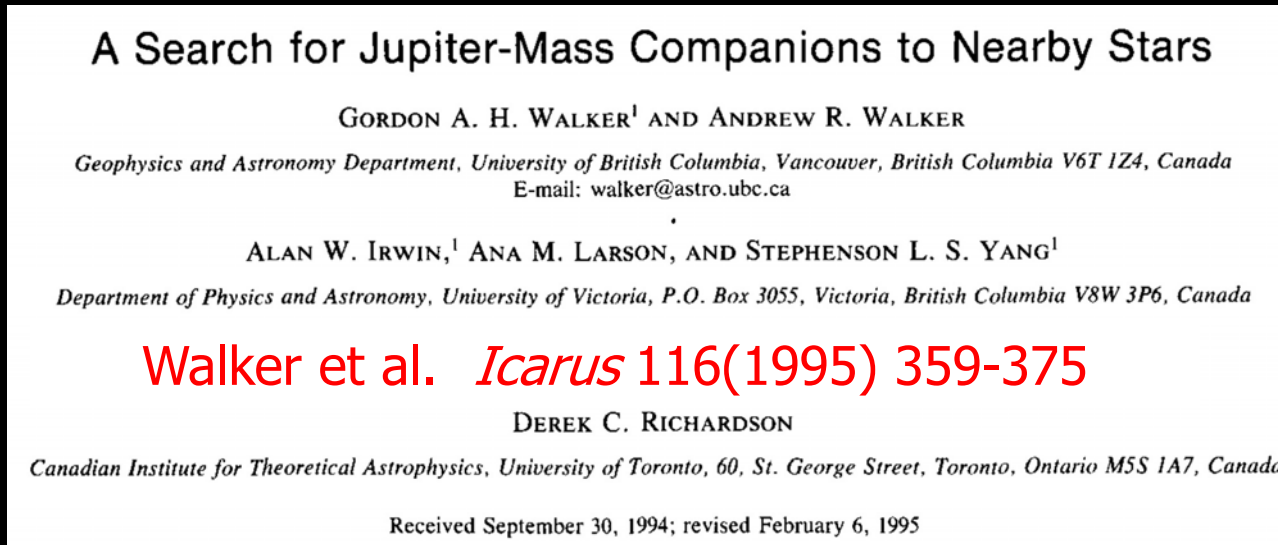 A Search for Jupiter-Mass Companions to Nearby Stars
GORDON A. H. WALKER¹ AND ANDREW R. WALKER
Geophysics and Astronomy Department, University of British Columbia, Vancouver, British Columbia V6T 1Z4, Canada
E-mail: walker@astro.ubc.ca
ALAN W. IRWIN,¹ ANA M. LARSON, AND STEPHENSON L. S. YANG¹
Department of Physics and Astronomy, University of Victoria, P.O. Box 3055, Victoria, British Columbia V8W 3P6, Canada
Walker et al. Icarus 116(1995) 359-375
DEREK C. RICHARDSON
Canadian Institute for Theoretical Astrophysics, University of Toronto, 60, St. George Street, Toronto, Ontario M5S 1A7, Canada
Received September 30, 1994; revised February 6, 1995